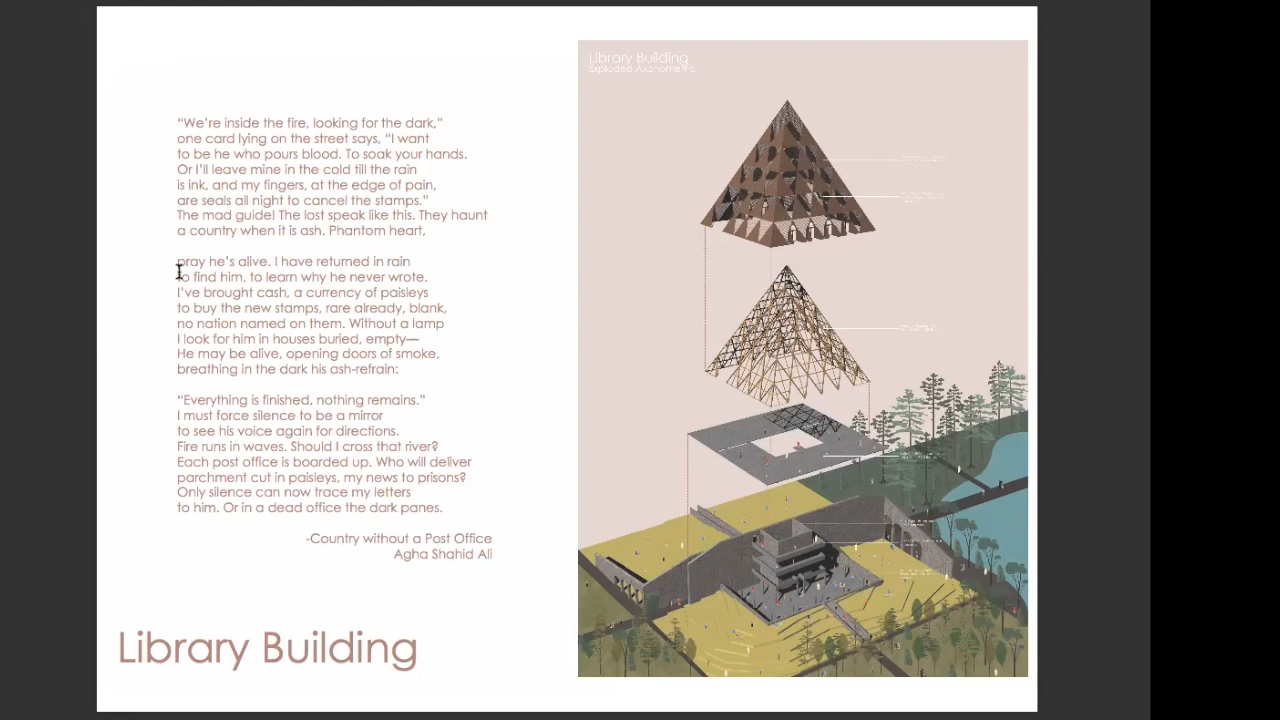 “We’re inside the fire, looking for the dark,”
one card lying on the street says, “I want
to be he who pours blood. To soak your hands.
Or I’ll leave mine in the cold till the rain
is ink, and my fingers, at the edge of pain,
are seals all night to cancel the stamps.”
The mad guide! The lost speak like this. They haunt
a country when it is ash. Phantom heart,
pray he’s alive. I have returned in rain
to find him, to learn why he never wrote.
I’ve brought cash, a currency of paisleys
to buy the new stamps, rare already, blank,
no nation named on them. Without a lamp
I look for him in houses buried, empty—
He may be alive, opening doors of smoke,
breathing in the dark his ash-refrain:
“Everything is finished, nothing remains.”
I must force silence to be a mirror
to see his voice again for directions.
Fire runs in waves. Should I cross that river?
Each post office is boarded up. Who will deliver
parchment cut in paisleys, my news to prisons?
Only silence can now trace my letters
to him. Or in a dead office the dark panes.
-Country without a Post Office
Agha Shahid Ali
Library Building
Library Building
Exploded Axonometric